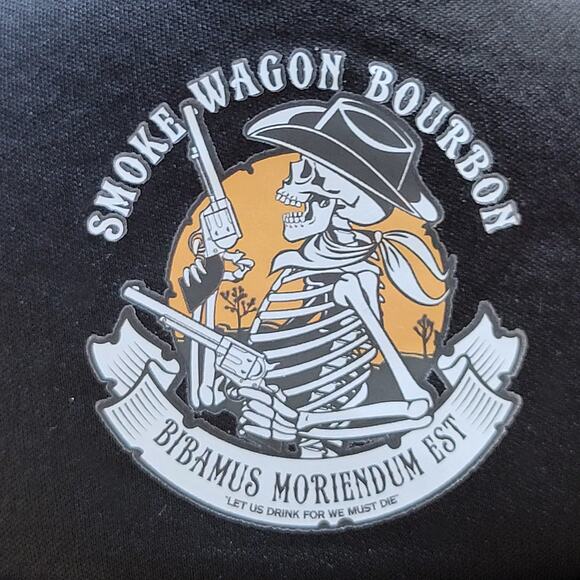 SMOKE WAGON BOURBON
BIBAMUS MORIENDUM EST
"LET US DRINK FOR WE MUST DIE"